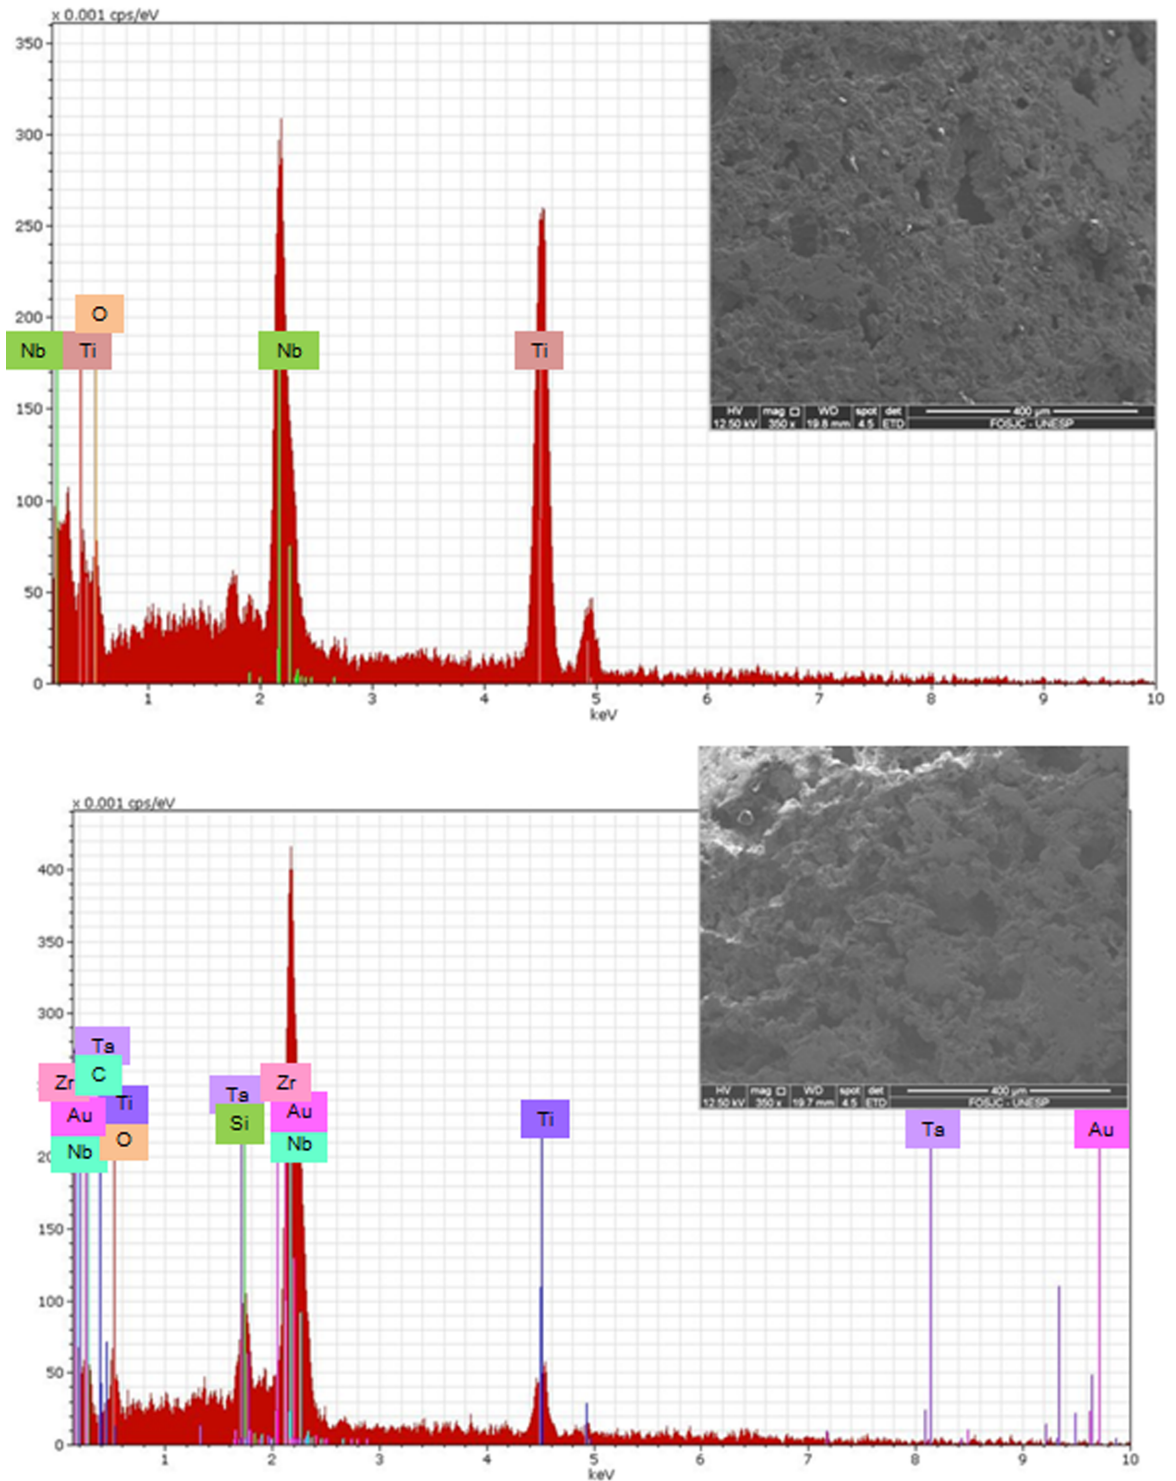 x 0.001 cps/eV
350
300
250
200
150
100
50
0
O
Nb Ti Nb Ti
1 2 3 4 5 6 7 8 9 10
keV
HV mag WD spot det 400 µm
12.50 kV 350 x 19.8 mm 4.5 ETD FOSJC - UNESP
x 0.001 cps/eV
400
350
300
150
100
50
0
Ta
Zr C Ta Zr
Au Ti Si Au Ti Ta Au
Nb O Nb
1 2 3 4 5 6 7 8 9 10
keV
HV mag WD spot det 400 µm
12.50 kV 350 x 19.7 mm 4.5 ETD FOSJC - UNESP